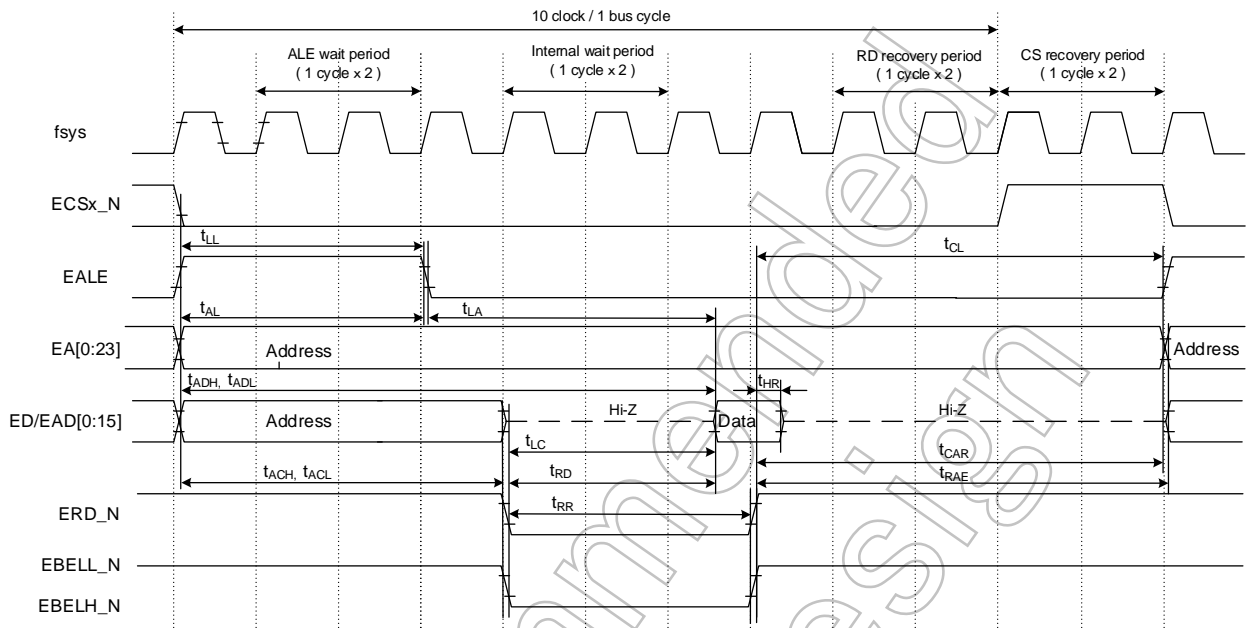 10 clock / 1 bus cycle
ALE wait period
( 1 cycle x 2 )
Internal wait period
( 1 cycle x 2 )
RD recovery period
( 1 cycle x 2 )
CS recovery period
( 1 cycle x 2 )
fsys
ECSx_N
tLL
tCL
EALE
tAL
tLA
EA[0:23]
Address
Address
tADH, tADL
tHR
ED/EAD[0:15]
Address
Hi-Z
Data
Hi-Z
tLC
tCAR
tACH, tACL
tRD
tRAE
ERD_N
tRR
EBELL_N
EBELH_N
mmended
esign